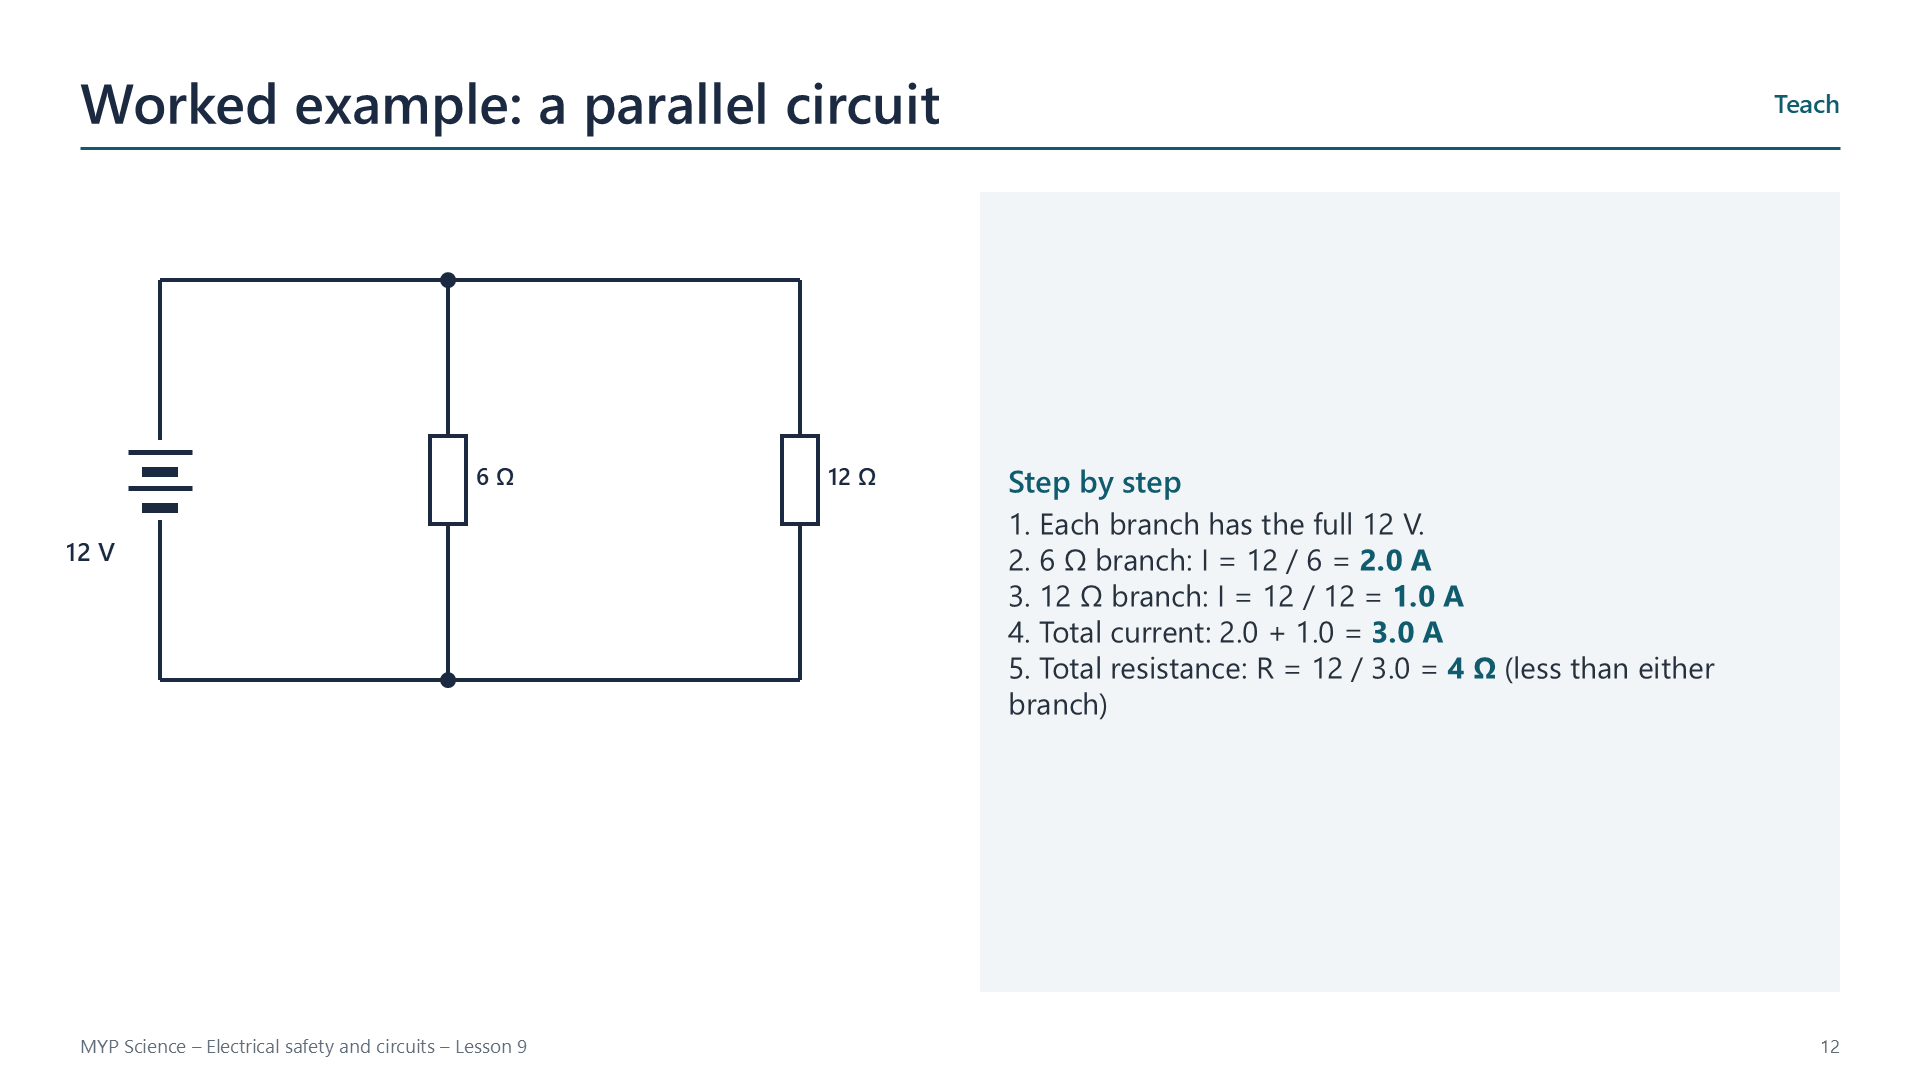 Worked example: a parallel circuit
Teach
6 Ω
12 Ω
12 V
Step by step
1. Each branch has the full 12 V.
2. 6 Ω branch: I = 12 / 6 = 2.0 A
3. 12 Ω branch: I = 12 / 12 = 1.0 A
4. Total current: 2.0 + 1.0 = 3.0 A
5. Total resistance: R = 12 / 3.0 = 4 Ω (less than either
branch)
MYP Science – Electrical safety and circuits – Lesson 9
12